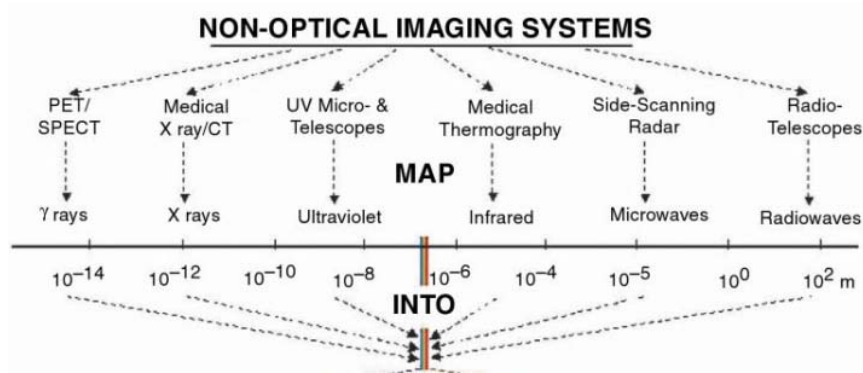 NON-OPTICAL IMAGING SYSTEMS
PET/
SPECT
Medical
X ray/CT
UV Micro- &
Telescopes
Medical
Thermography
Side-Scanning
Radar
Radio-
Telescopes
MAP
γ rays
X rays
Ultraviolet
Infrared
Microwaves
Radiowaves
10⁻¹⁴ 10⁻¹² 10⁻¹⁰ 10⁻⁸ 10⁻⁶ 10⁻⁴ 10⁻⁵ 10⁰ 10² m
INTO